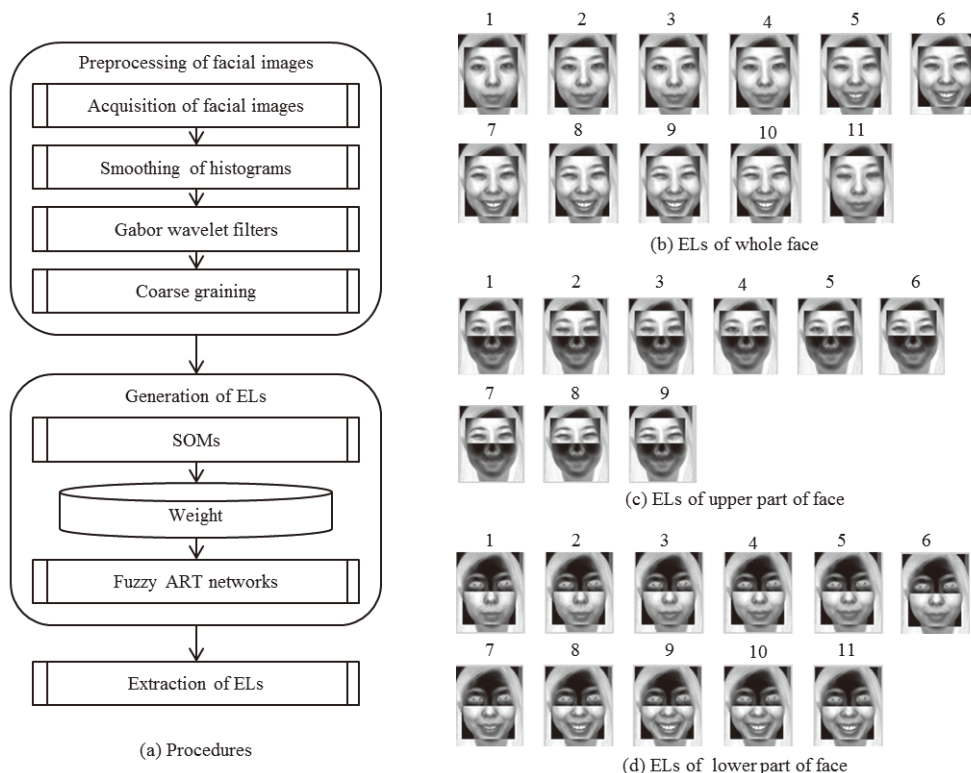 Preprocessing of facial images
Acquisition of facial images
Smoothing of histograms
Gabor wavelet filters
Coarse graining
Generation of ELs
SOMs
Weight
Fuzzy ART networks
Extraction of ELs
(a) Procedures
1 2 3 4 5 6
7 8 9 10 11
(b) ELs of whole face
1 2 3 4 5 6
7 8 9
(c) ELs of upper part of face
1 2 3 4 5 6
7 8 9 10 11
(d) ELs of lower part of face